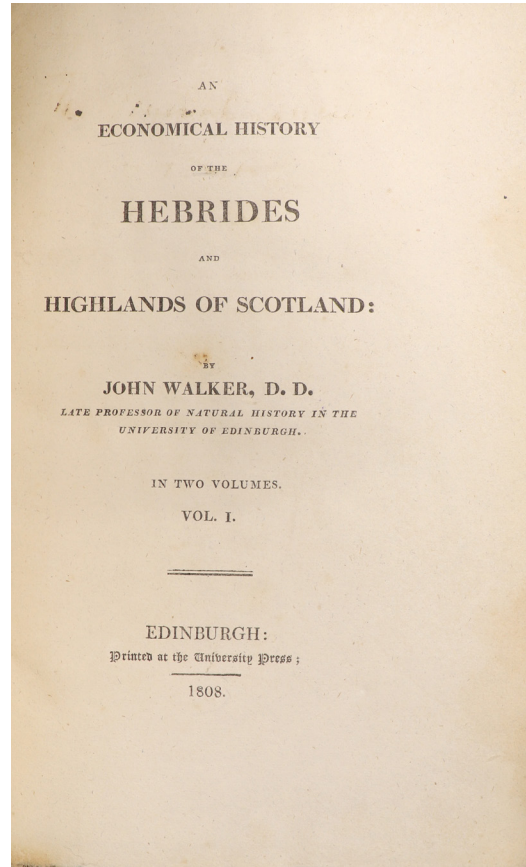 AN
ECONOMICAL HISTORY
OF THE
HEBRIDES
AND
HIGHLANDS OF SCOTLAND:
BY
JOHN WALKER, D. D.
LATE PROFESSOR OF NATURAL HISTORY IN THE
UNIVERSITY OF EDINBURGH.
IN TWO VOLUMES.
VOL. I.
EDINBURGH:
Printed at the University Press;
1808.